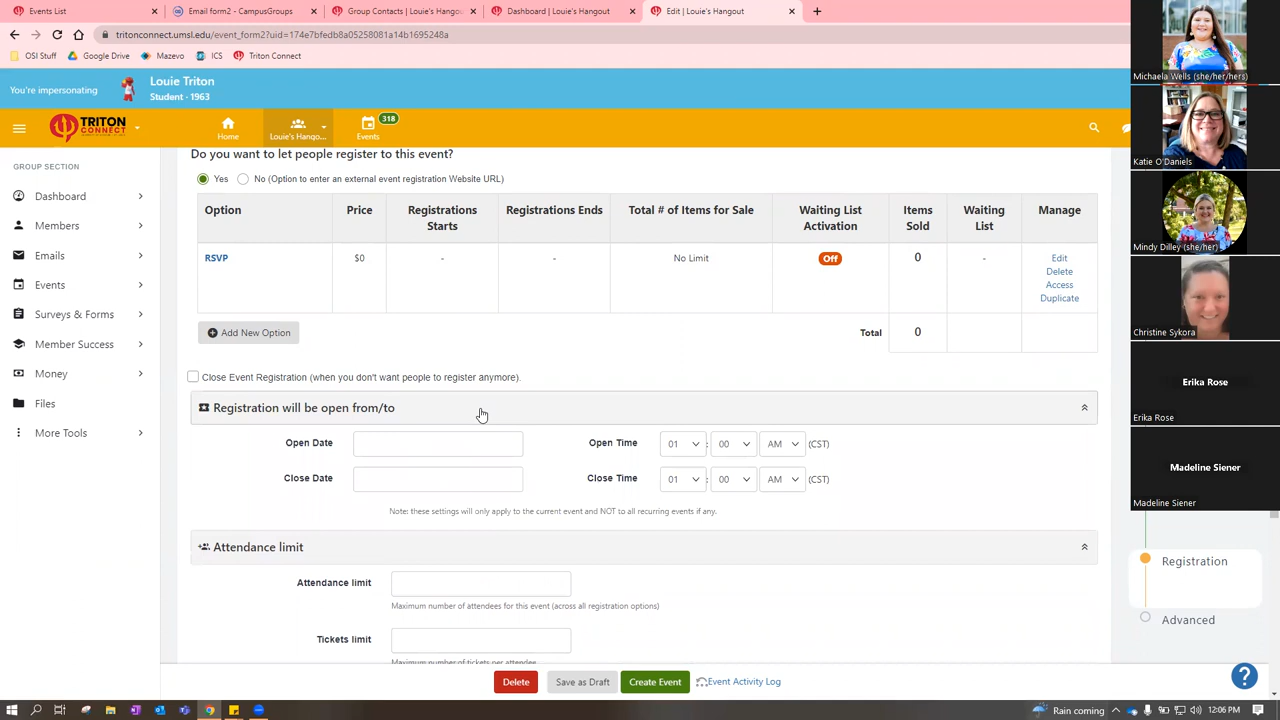 Events List
Email form2 - CampusGroups
Group Contacts | Louie's Hangou
Dashboard | Louie's Hangout
Edit | Louie's Hangout
tritonconnect.umsl.edu/event_form2?uid=174e7bfedb8a05258081a14b1695248a
OSI Stuff
Google Drive
Mazevo
ICS
Triton Connect
You're impersonating
Louie Triton
Student - 1963
TRITON
CONNECT
Home
Louie's Hango...
Events
318
GROUP SECTION
Dashboard
Members
Emails
Events
Surveys & Forms
Member Success
Money
Files
More Tools
Do you want to let people register to this event?
Yes
No (Option to enter an external event registration Website URL)
Option
Price
Registrations Starts
Registrations Ends
Total # of Items for Sale
Waiting List Activation
Items Sold
Waiting List
Manage
RSVP
$0
-
-
No Limit
Off
0
-
Edit
Delete
Access
Duplicate
Add New Option
Total
0
Close Event Registration (when you don't want people to register anymore).
Registration will be open from/to
Open Date
Open Time
01
:
00
AM
(CST)
Close Date
Close Time
01
:
00
AM
(CST)
Note: these settings will only apply to the current event and NOT to all recurring events if any.
Attendance limit
Attendance limit
Maximum number of attendees for this event (across all registration options)
Tickets limit
Maximum number of tickets per attendee
Delete
Save as Draft
Create Event
Event Activity Log
Michaela Wells (she/her/hers)
Katie O'Daniels
Mindy Dilley (she/her)
Christine Sykora
Erika Rose
Erika Rose
Madeline Siener
Madeline Siener
Registration
Advanced
?
Rain coming
12:06 PM